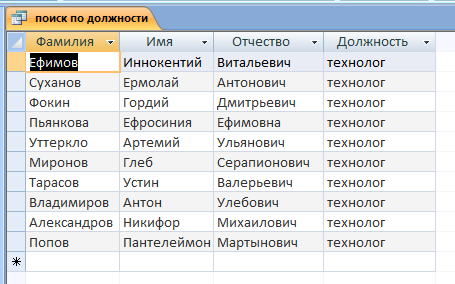 поиск по должности
Фамилия Имя Отчество Должность
Ефимов Иннокентий Витальевич технолог
Суханов Ермолай Антонович технолог
Фокин Гордий Дмитрьевич технолог
Пьянкова Ефросиния Ефимовна технолог
Уттеркло Артемий Ульянович технолог
Миронов Глеб Серапионович технолог
Тарасов Устин Валерьевич технолог
Владимиров Антон Улебович технолог
Александров Никифор Михаилович технолог
Попов Пантелеймон Мартынович технолог